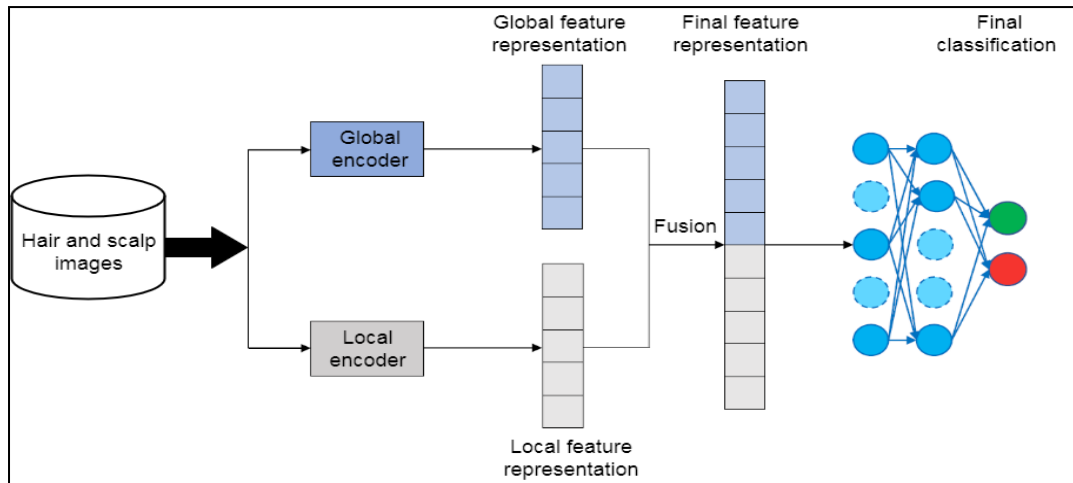 Global feature
representation
Final feature
representation
Final
classification
Global
encoder
Hair and scalp
images
Fusion
Local
encoder
Local feature
representation